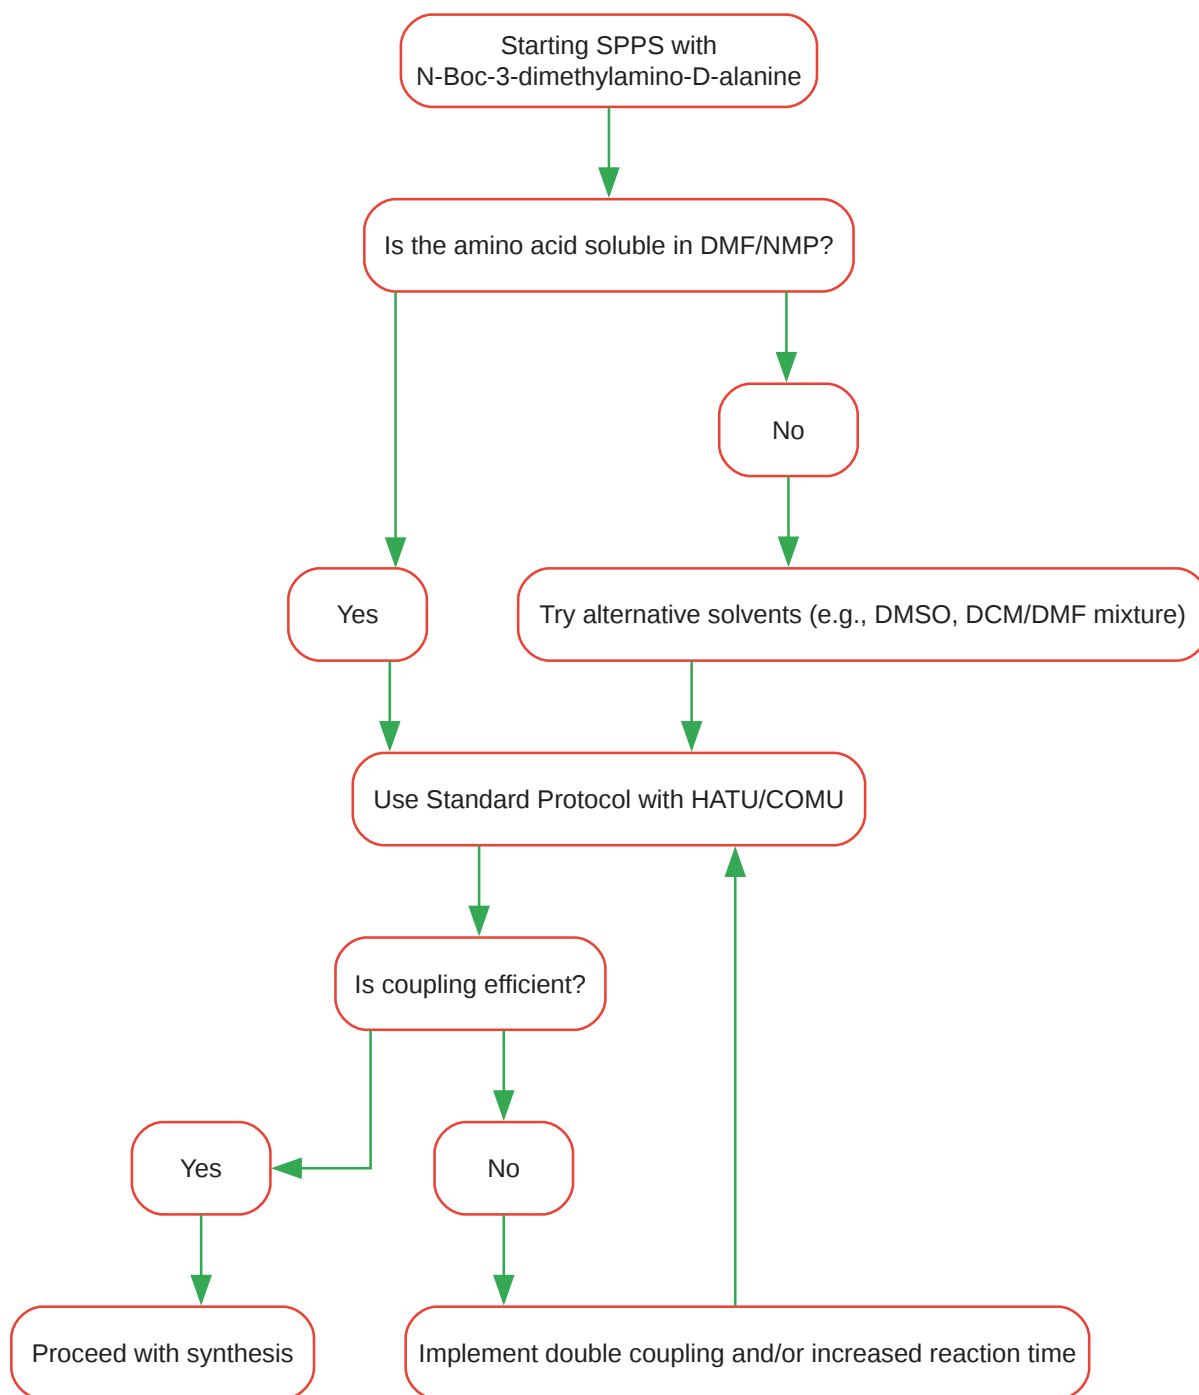 Starting SPPS with
N-Boc-3-dimethylamino-D-alanine
Is the amino acid soluble in DMF/NMP?
No
Yes
Try alternative solvents (e.g., DMSO, DCM/DMF mixture)
Use Standard Protocol with HATU/COMU
Is coupling efficient?
Yes
No
Proceed with synthesis
Implement double coupling and/or increased reaction time